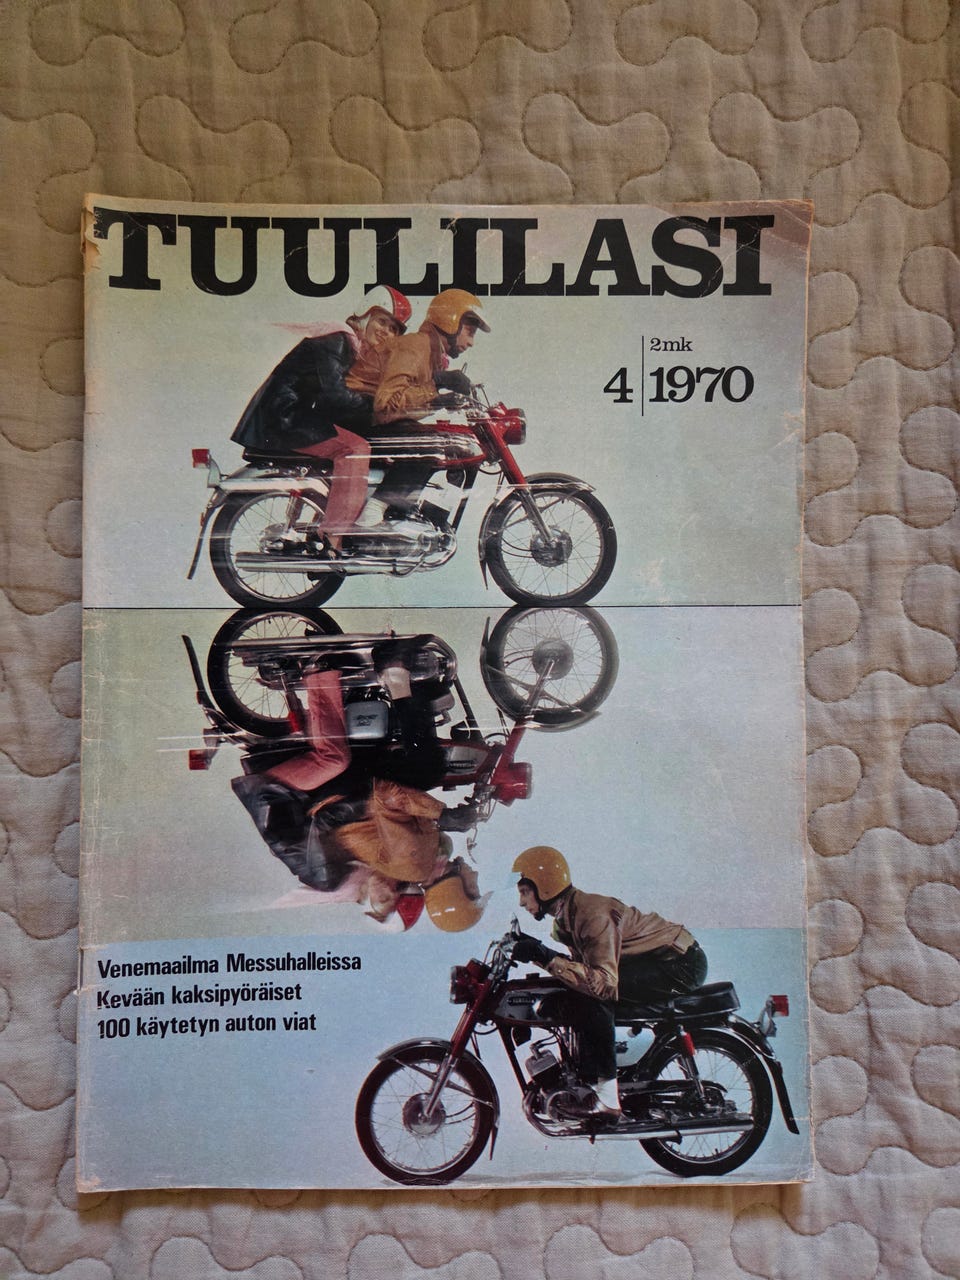 TUULILASI
2mk
4 1970
Venemaailma Messuhalleissa
Kevään kaksipyöräiset
100 käytetyn auton viat